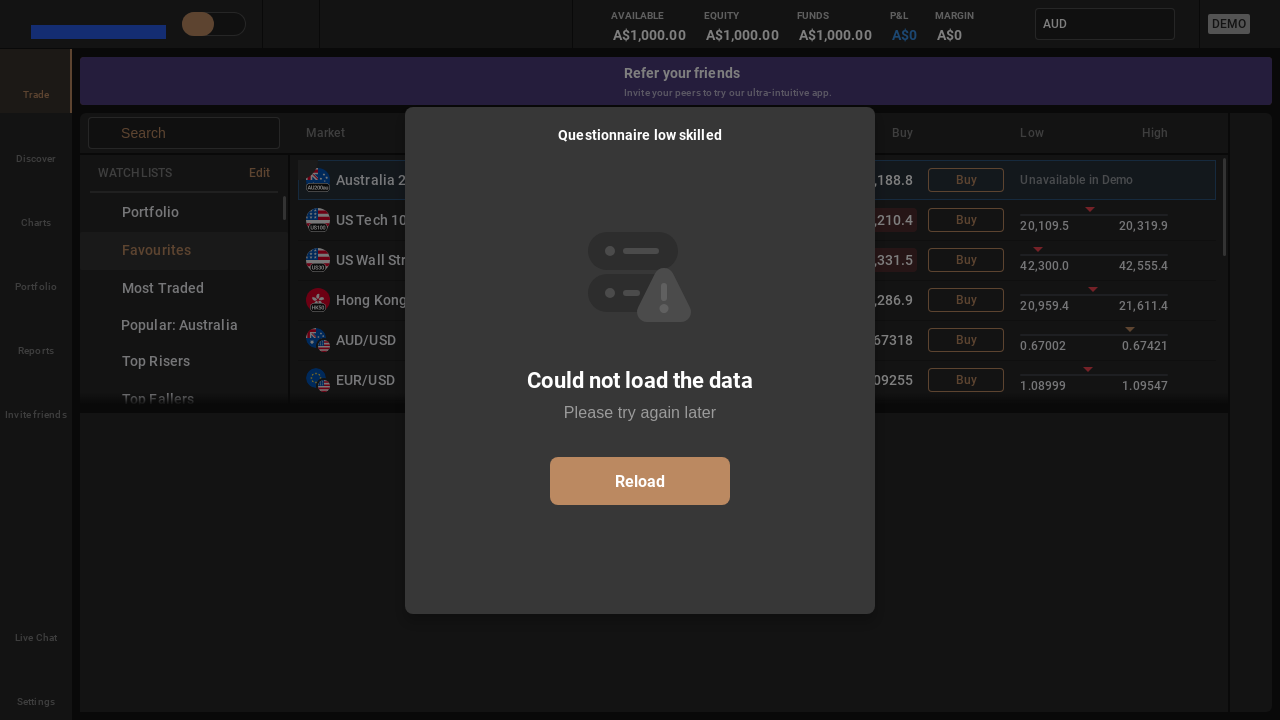 AVAILABLE EQUITY FUNDS P&L MARGIN
A$1,000.00 A$1,000.00 A$1,000.00 A$0 A$0
AUD
DEMO
Refer your friends
Invite your peers to try our ultra-intuitive app.
Trade
Discover
Charts
Portfolio
Reports
Invite friends
Live Chat
Settings
Search
WATCHLISTS Edit
Portfolio
Favourites
Most Traded
Popular: Australia
Top Risers
Top Fallers
Market Buy Low High
Australia 2 ,188.8 Buy Unavailable in Demo
US Tech 10 ,210.4 Buy 20,109.5 20,319.9
US Wall Str ,331.5 Buy 42,300.0 42,555.4
Hong Kong ,286.9 Buy 20,959.4 21,611.4
AUD/USD 67318 Buy 0.67002 0.67421
EUR/USD 09255 Buy 1.08999 1.09547
Questionnaire low skilled
Could not load the data
Please try again later
Reload